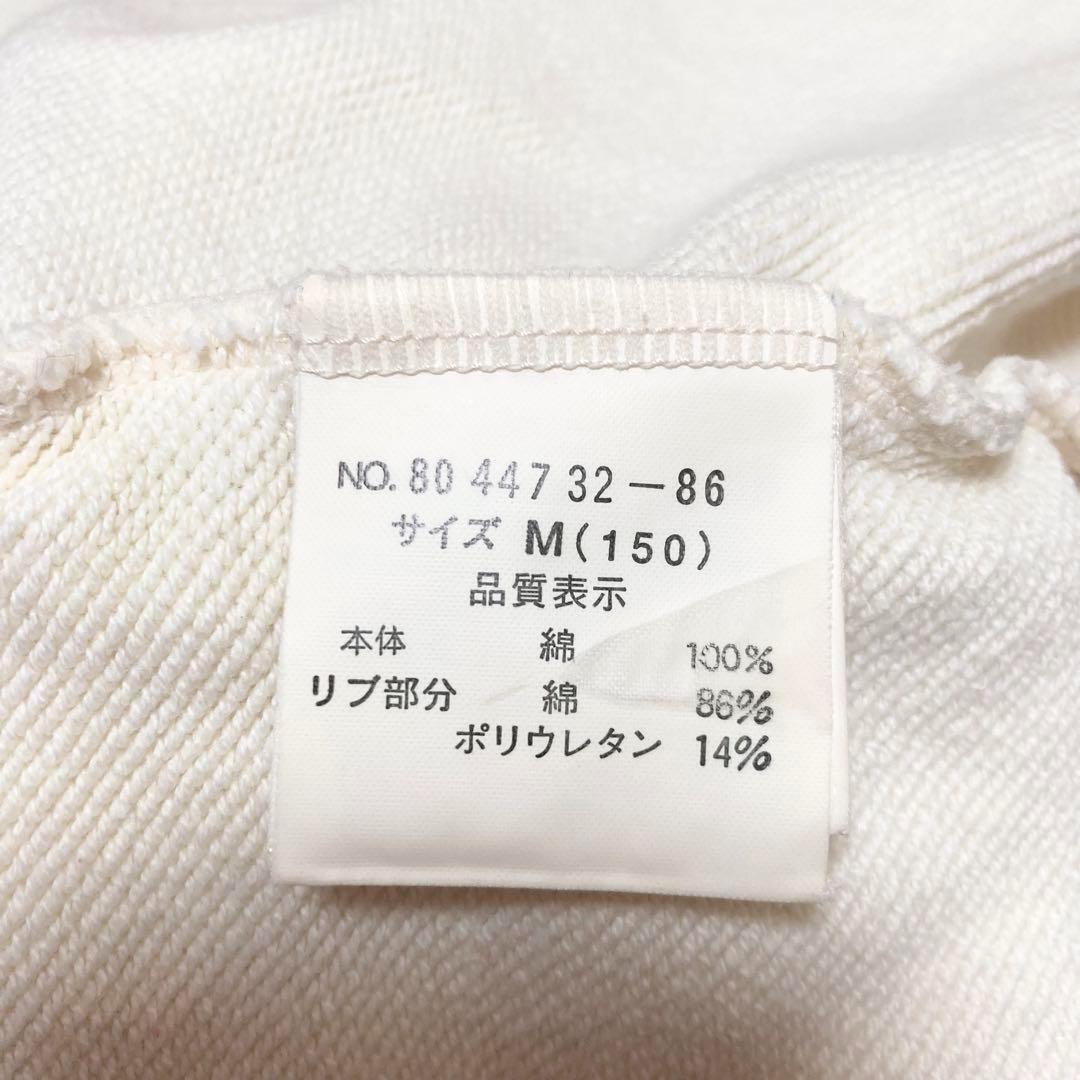 NO. 80 447 32-86
サイズ M(150)
品質表示
本体 綿 100%
リブ部分 綿 86%
ポリウレタン 14%